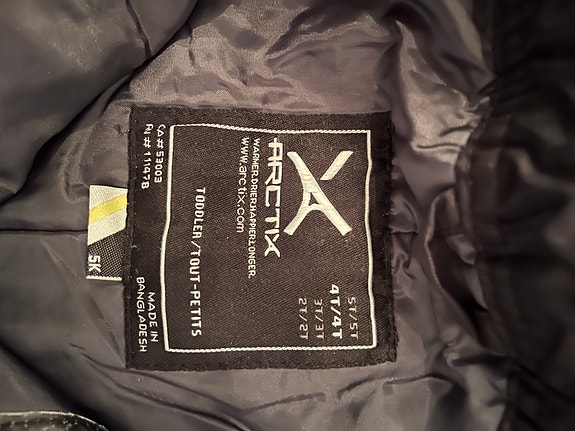 ARCTIX
WARMER.DRIER.HAPPIER.LONGER.
www.arctix.com
5T/5T
4T/4T
3T/3T
2T/2T
TODDLER/TOUT-PETITS
CA # 53003
RN # 111478
MADE IN
BANGLADESH
5K